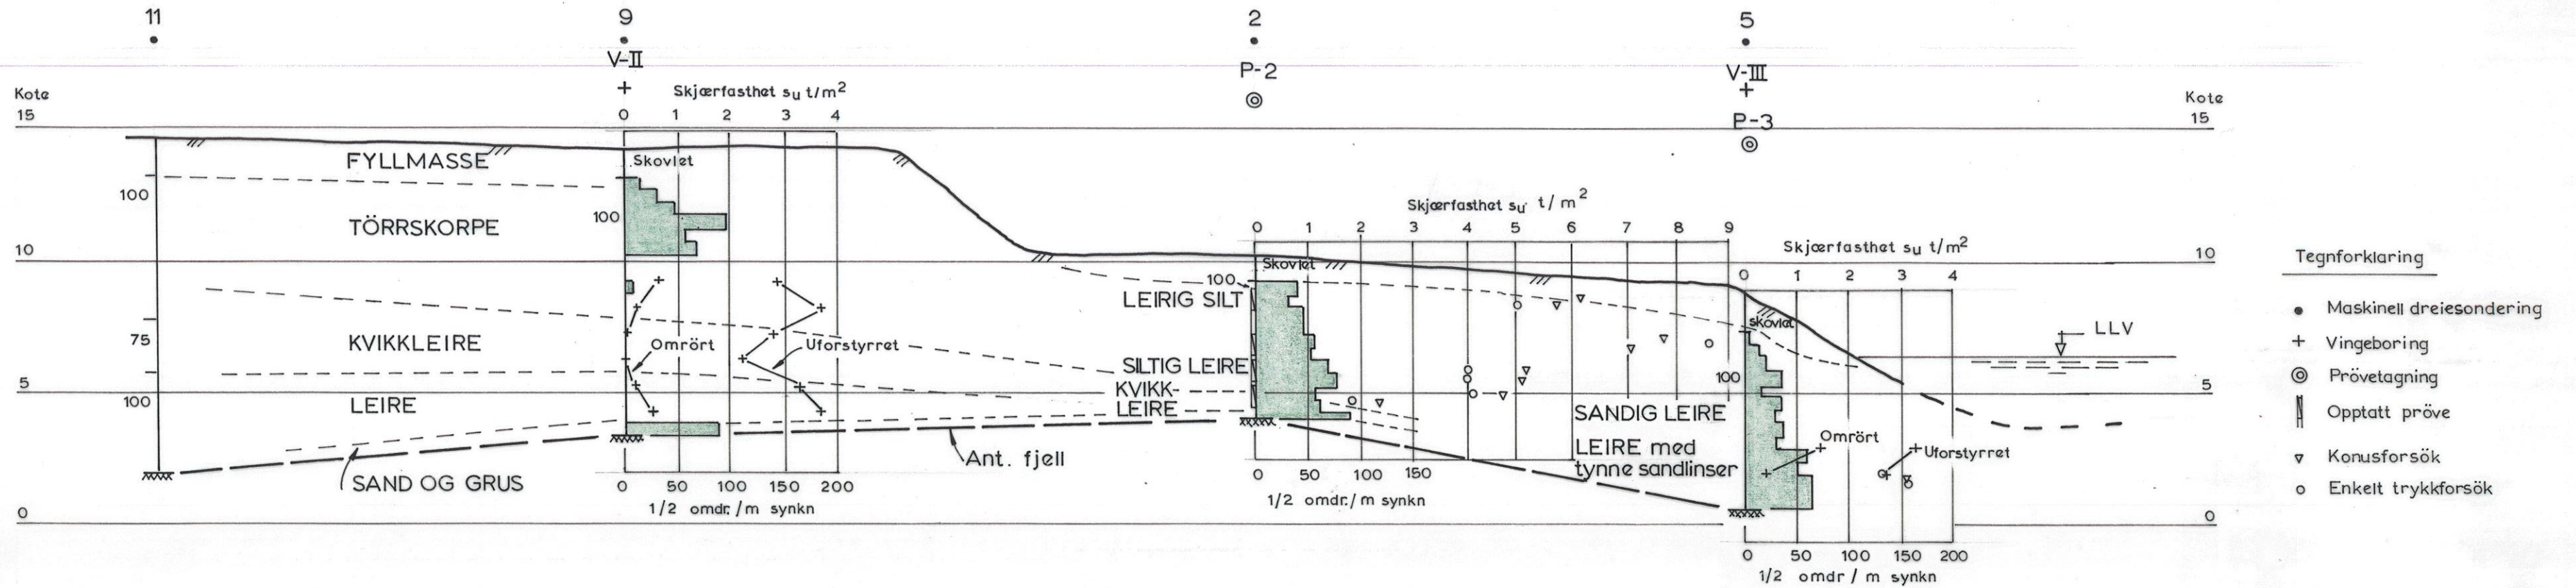 11
9
V-II
2
P-2
5
V-III
P-3
Kote
15
Kote
15
Skjærfasthet su t/m2
0 1 2 3 4
Skovlet
FYLLMASSE
100
TÖRRSKORPE
100
10
10
75
KVIKKLEIRE
Omrört
Uforstyrret
5
5
100
LEIRE
SAND OG GRUS
Ant. fjell
0
0
0 50 100 150 200
1/2 omdr./m synkn
Skjærfasthet su t/m2
0 1 2 3 4 5 6 7 8 9
Skovlet
100
LEIRIG SILT
SILTIG LEIRE
KVIKK-
LEIRE
SANDIG LEIRE
LEIRE med
tynne sandlinser
0 50 100 150
1/2 omdr./m synkn
Skjærfasthet su t/m2
0 1 2 3 4
skovlet
100
Omrört
Uforstyrret
LLV
0 50 100 150 200
1/2 omdr / m synkn
Tegnforklaring
Maskinell dreiesondering
Vingeboring
Prövetagning
Opptatt pröve
Konusforsök
Enkelt trykkforsök